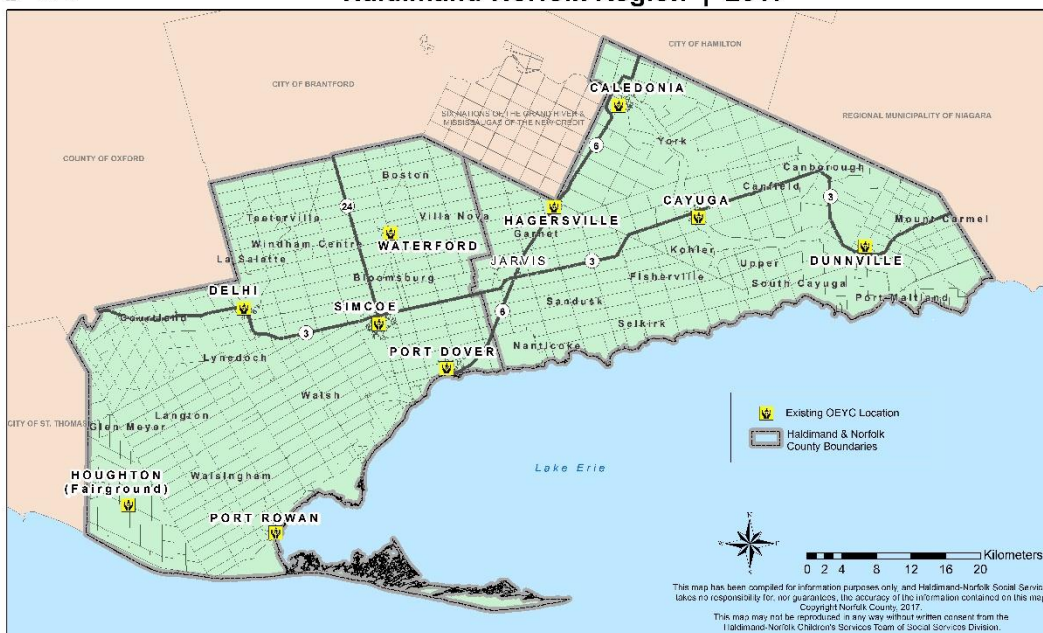 CITY OF HAMILTON
CITY OF BRANTFORD
CALEDONIA
SIX NATIONS OF THE GRAND RIVER &
MISSISSAUGAS OF THE NEW CREDIT
REGIONAL MUNICIPALITY OF NIAGARA
6
York
COUNTY OF OXFORD
Canborough
Boston
Canfield
24
CAYUGA
3
Teeterville
Villa Nova
HAGERSVILLE
Mount Carmel
Garnet
WATERFORD
Windham Centre
Kohler
La Salette
JARVIS
3
Upper
DUNNVILLE
Bloomsburg
Fisherville
South Cayuga
DELHI
Port Maitland
SIMCOE
Sandusk
6
Courtland
Selkirk
3
Nanticoke
PORT DOVER
Lynedoch
Walsh
Langton
CITY OF ST. THOMAS
Glen Meyer
Existing OEYC Location
Haldimand & Norfolk
County Boundaries
Lake Erie
HOUGHTON
(Fairground)
Walsingham
PORT ROWAN
N
Kilometers
0 2 4 8 12 16 20
This map has been compiled for information purposes only, and Haldimand-Norfolk Social Service
takes no responsibility for, nor guarantees, the accuracy of the information contained on this map
Copyright Norfolk County, 2017.
This map may not be reproduced in any way without written consent from the
Haldimand-Norfolk Children's Services Team of Social Services Division.